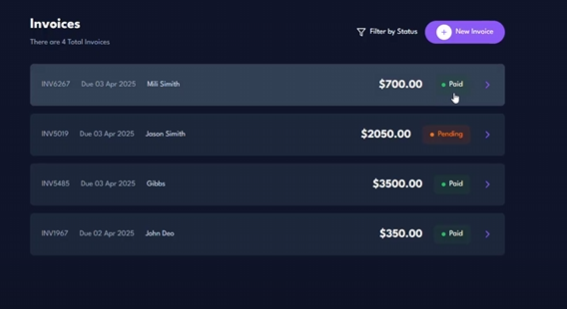 Invoices
There are 4 Total Invoices
Filter by Status
New Invoice
INV6267 Due 03 Apr 2025 Mili Smith $700.00 Paid
INV5019 Due 03 Apr 2025 Jason Smith $2050.00 Pending
INV5485 Due 03 Apr 2025 Gibbs $3500.00 Paid
INV1967 Due 02 Apr 2025 John Deo $350.00 Paid